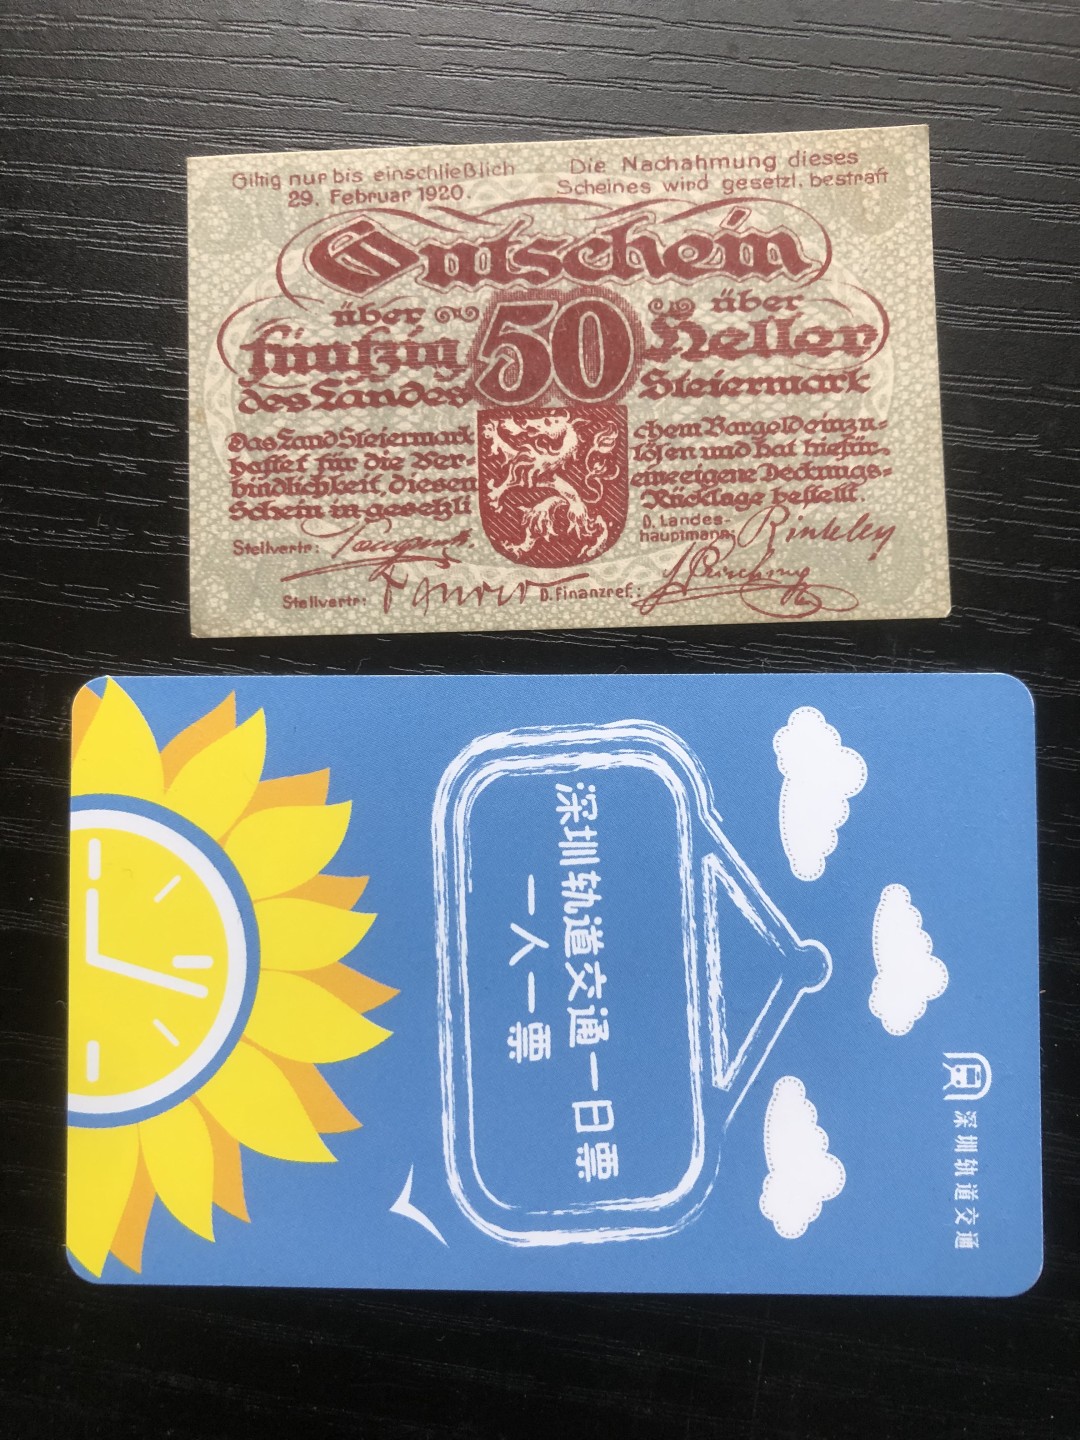 Giltig nur bis einschließlich
29. Februar 1920.
Die Nachahmung dieses
Scheines wird gesetzl. bestraft
Gutschein
über 50 über
fünfzig Heller
des Landes Steiermark
Das Land Steiermark
haftet für die Ver-
bindlichkeit, diesen
Schein in gesetzli
chem Bargeld einzu-
lösen und hat hiefür
eine eigene Deckungs-
Rücklage bestellt.
Stellvertr:
D. Landes-
hauptmann: Rintelen
Stellvertr:
D. Finanzref.:
深圳轨道交通一日票
一人一票
深圳轨道交通